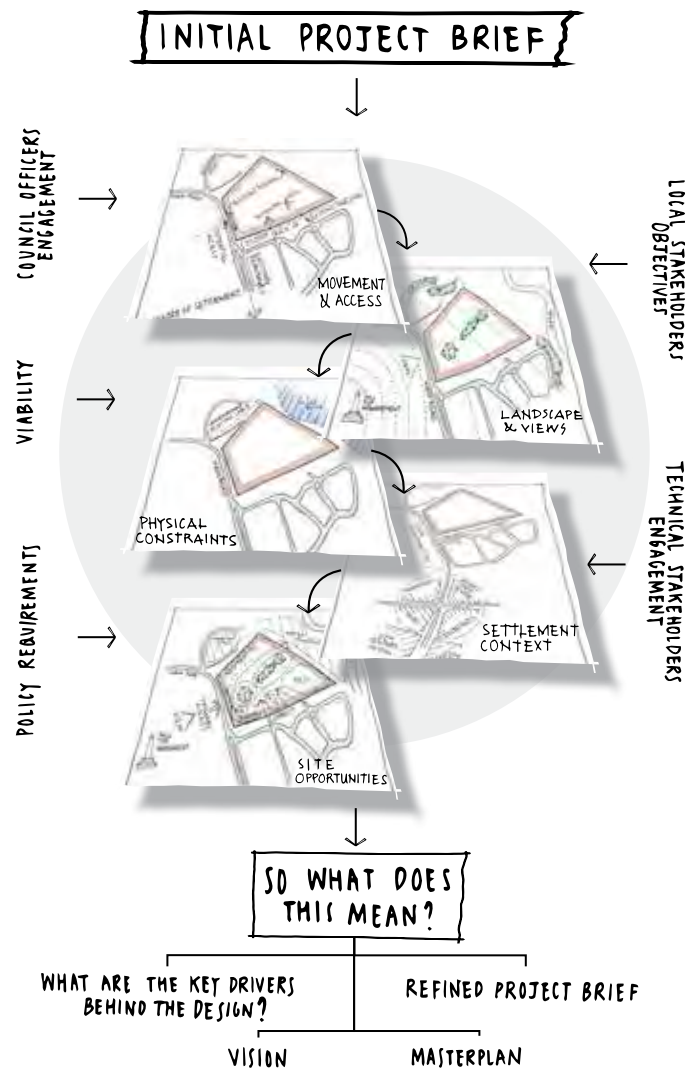 INITIAL PROJECT BRIEF
COUNCIL OFFICERS
ENGAGEMENT
LOCAL STAKEHOLDERS
OBJECTIVES
MOVEMENT
& ACCESS
LANDSCAPE
& VIEWS
VIABILITY
PHYSICAL
CONSTRAINTS
TECHNICAL STAKEHOLDERS
ENGAGEMENT
SETTLEMENT
CONTEXT
POLICY REQUIREMENTS
SITE
OPPORTUNITIES
SO WHAT DOES
THIS MEAN?
WHAT ARE THE KEY DRIVERS
BEHIND THE DESIGN?
REFINED PROJECT BRIEF
VISION
MASTERPLAN